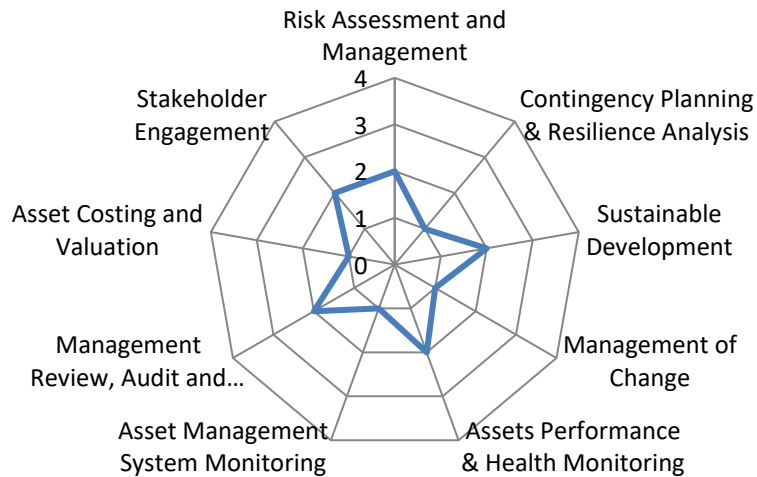 Risk Assessment and
Management
4
3
2
1
0
Contingency Planning
& Resilience Analysis
Sustainable
Development
Management of
Change
Assets Performance
& Health Monitoring
Asset Management
System Monitoring
Management
Review, Audit and…
Asset Costing and
Valuation
Stakeholder
Engagement